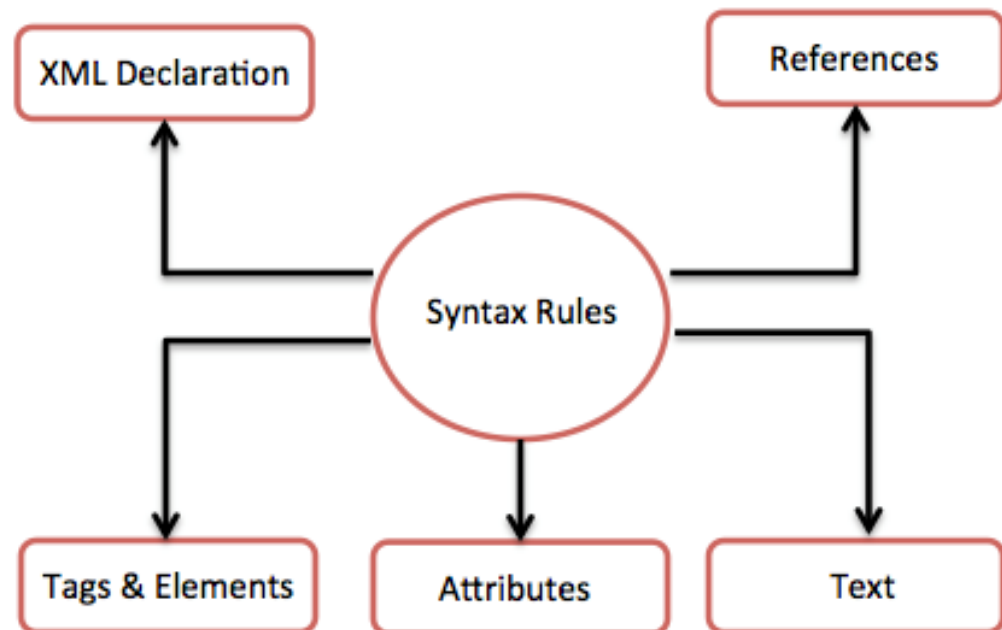 XML Declaration
References
Syntax Rules
Tags & Elements
Attributes
Text